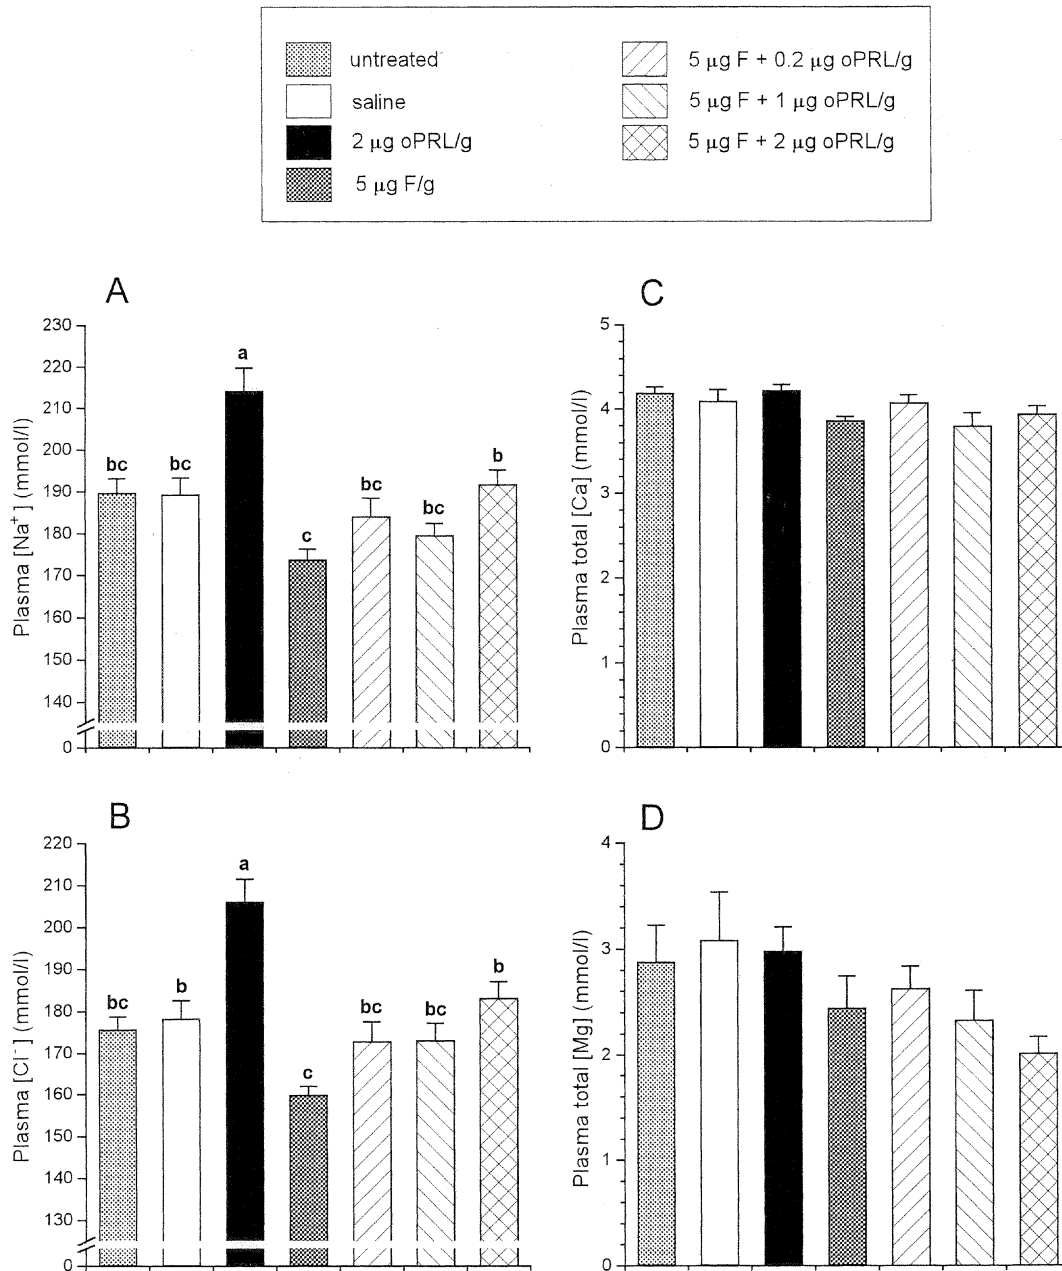 untreated
saline
2 μg oPRL/g
5 μg F/g
5 μg F + 0.2 μg oPRL/g
5 μg F + 1 μg oPRL/g
5 μg F + 2 μg oPRL/g
A
Plasma [Na⁺] (mmol/l)
230
220
210
200
190
180
170
160
150
140
0
bc
bc
a
c
bc
bc
b
C
Plasma total [Ca] (mmol/l)
5
4
3
2
1
0
B
Plasma [Cl⁻] (mmol/l)
220
210
200
190
180
170
160
150
140
130
0
bc
b
a
c
bc
bc
b
D
Plasma total [Mg] (mmol/l)
4
3
2
1
0